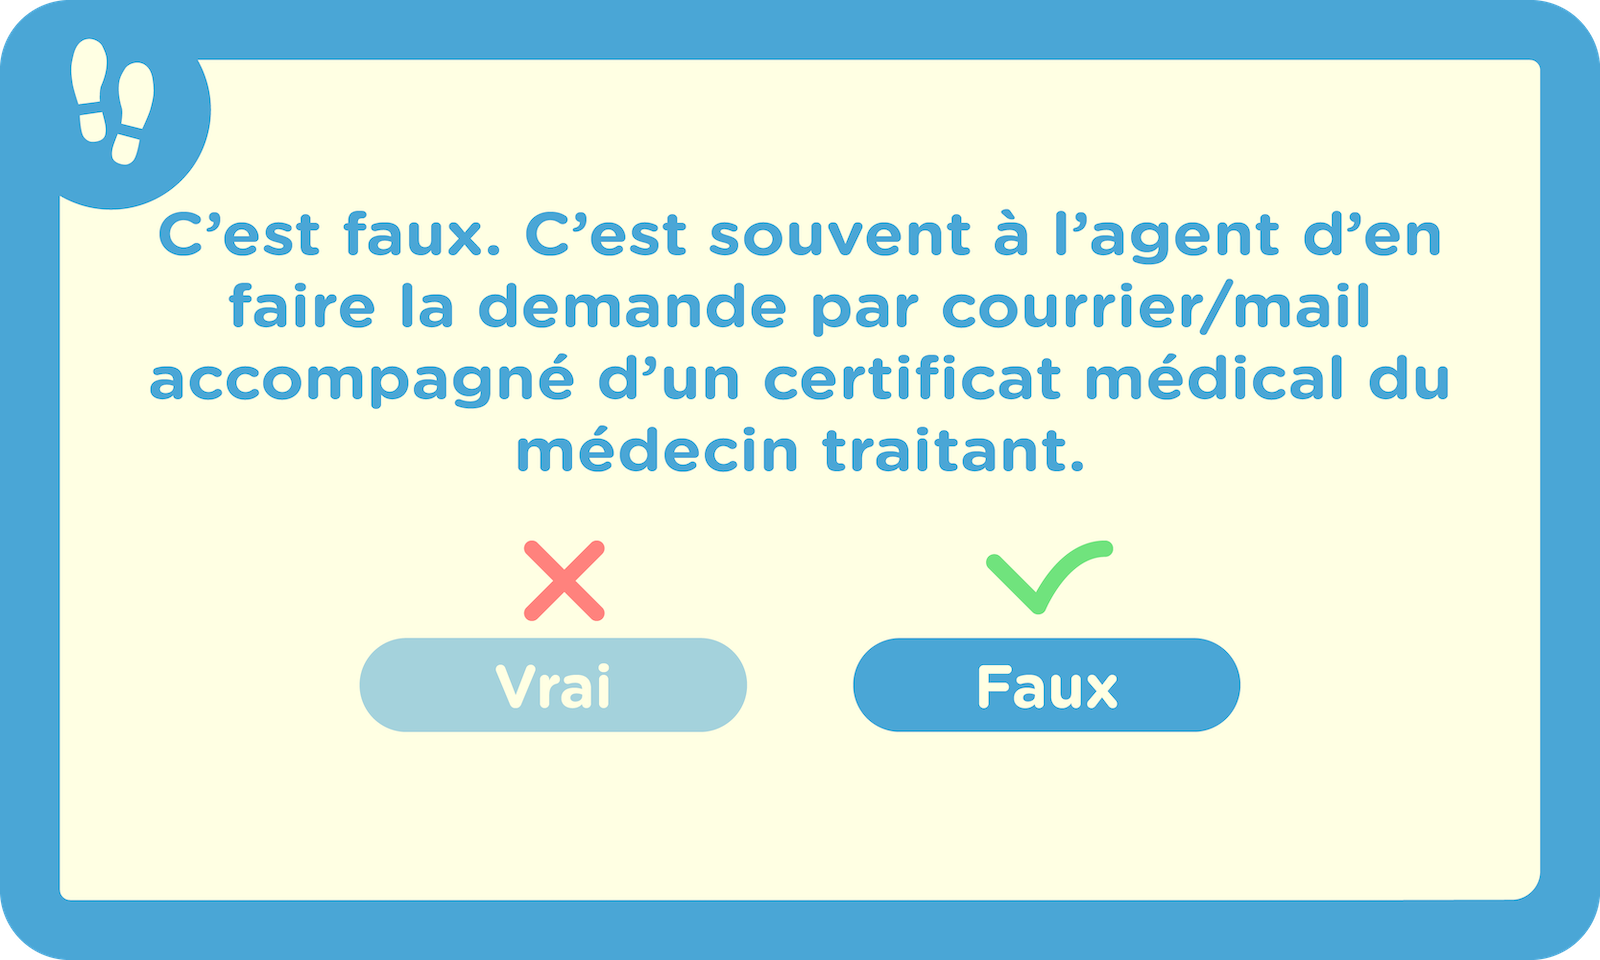 C’est faux. C’est souvent à l’agent d’en
faire la demande par courrier/mail
accompagné d’un certificat médical du
médecin traitant.
Vrai
Faux